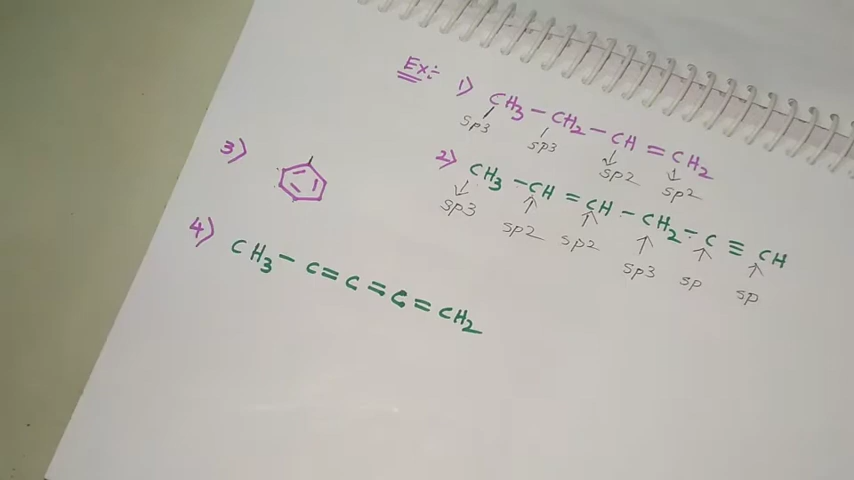 Ex:
1) CH3 - CH2 - CH = CH2
sp3 sp3 sp2 sp2
2) CH3 - CH = CH - CH2 - C ≡ CH
sp3 sp2 sp2 sp3 sp sp
3)
4) CH3 - C = C = C = CH2